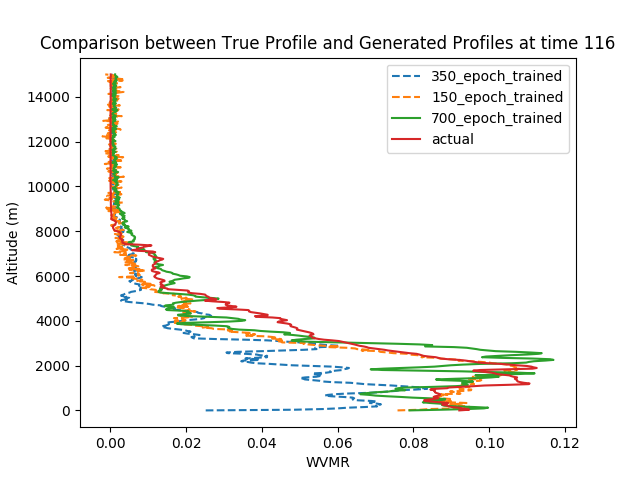 Comparison between True Profile and Generated Profiles at time 116
350_epoch_trained
150_epoch_trained
700_epoch_trained
actual
Altitude (m)
14000
12000
10000
8000
6000
4000
2000
0
0.00 0.02 0.04 0.06 0.08 0.10 0.12
WVMR